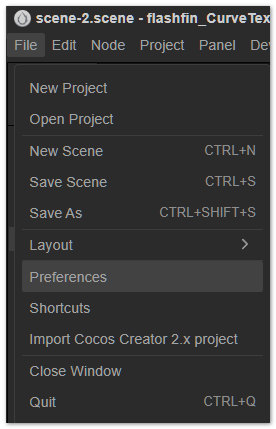 scene-2.scene - flashfin_CurveTex
File Edit Node Project Panel Dev
New Project
Open Project
New Scene CTRL+N
Save Scene CTRL+S
Save As CTRL+SHIFT+S
Layout
Preferences
Shortcuts
Import Cocos Creator 2.x project
Close Window
Quit CTRL+Q